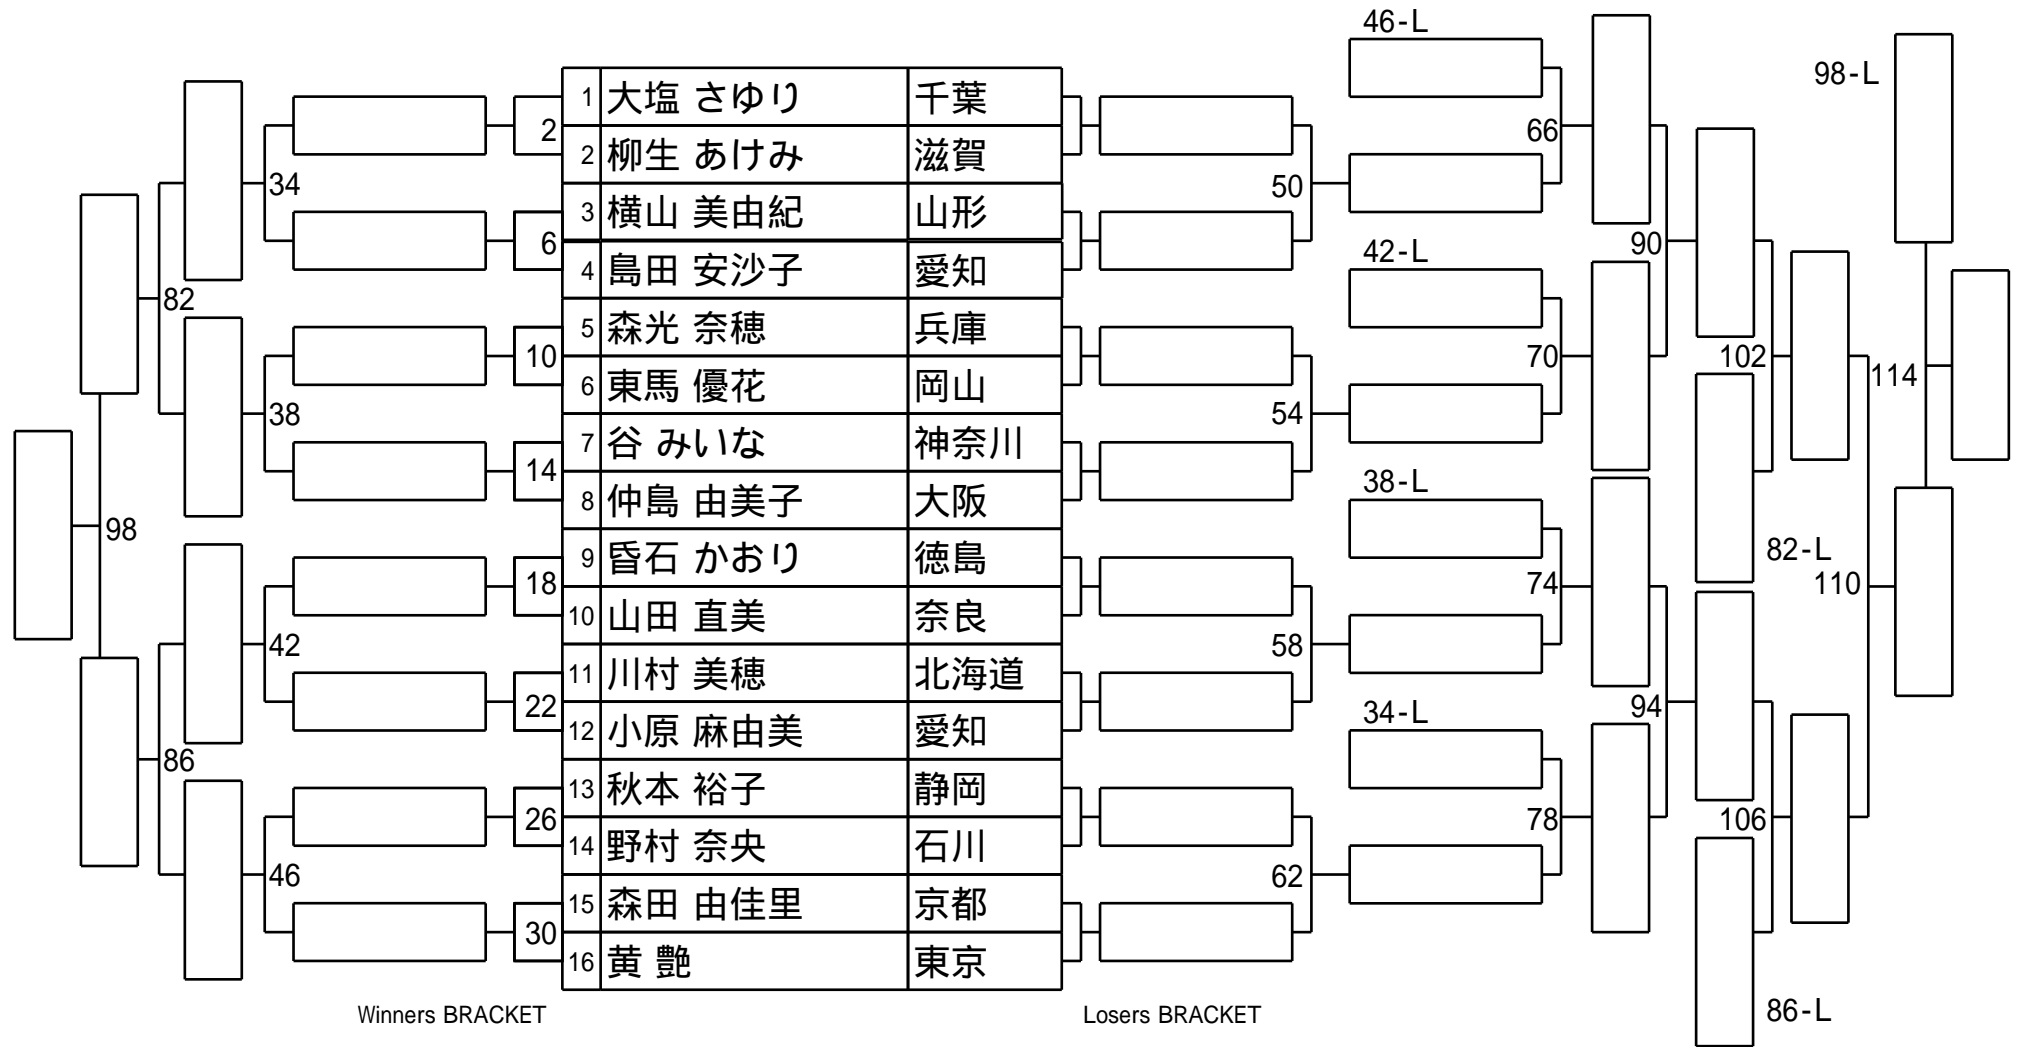 46-L
98-L
1 大塩 さゆり 千葉
2
66
2 柳生 あけみ 滋賀
34
50
3 横山 美由紀 山形
6
90
42-L
4 島田 安沙子 愛知
82
5 森光 奈穂 兵庫
10
70
102
114
6 東馬 優花 岡山
38
54
7 谷 みいな 神奈川
14
38-L
8 仲島 由美子 大阪
98
82-L
9 昏石 かおり 徳島
18
74
110
10 山田 直美 奈良
42
58
11 川村 美穂 北海道
22
34-L
94
12 小原 麻由美 愛知
86
13 秋本 裕子 静岡
26
78
106
14 野村 奈央 石川
46
62
15 森田 由佳里 京都
30
16 黄 艶 東京
Winners BRACKET
Losers BRACKET
86-L